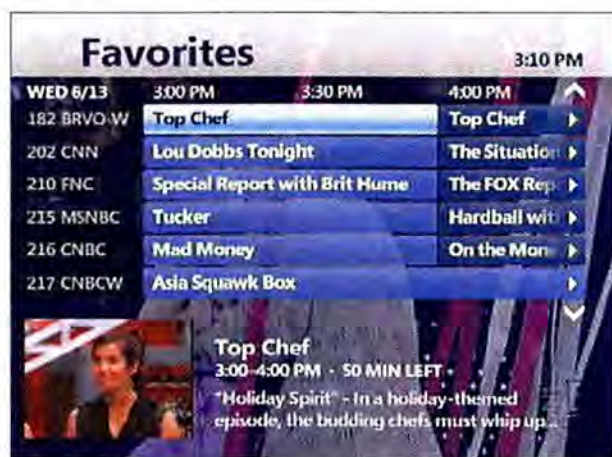 Favorites 3:10 PM
WED 6/13 3:00 PM 3:30 PM 4:00 PM
182 BRVO-W Top Chef Top Chef
202 CNN Lou Dobbs Tonight The Situation
210 FNC Special Report with Brit Hume The FOX Rep
215 MSNBC Tucker Hardball wit
216 CNBC Mad Money On the Mon
217 CNBCW Asia Squawk Box
Top Chef
3:00-4:00 PM · 50 MIN LEFT
"Holiday Spirit" - In a holiday-themed
episode, the budding chefs must whip up...